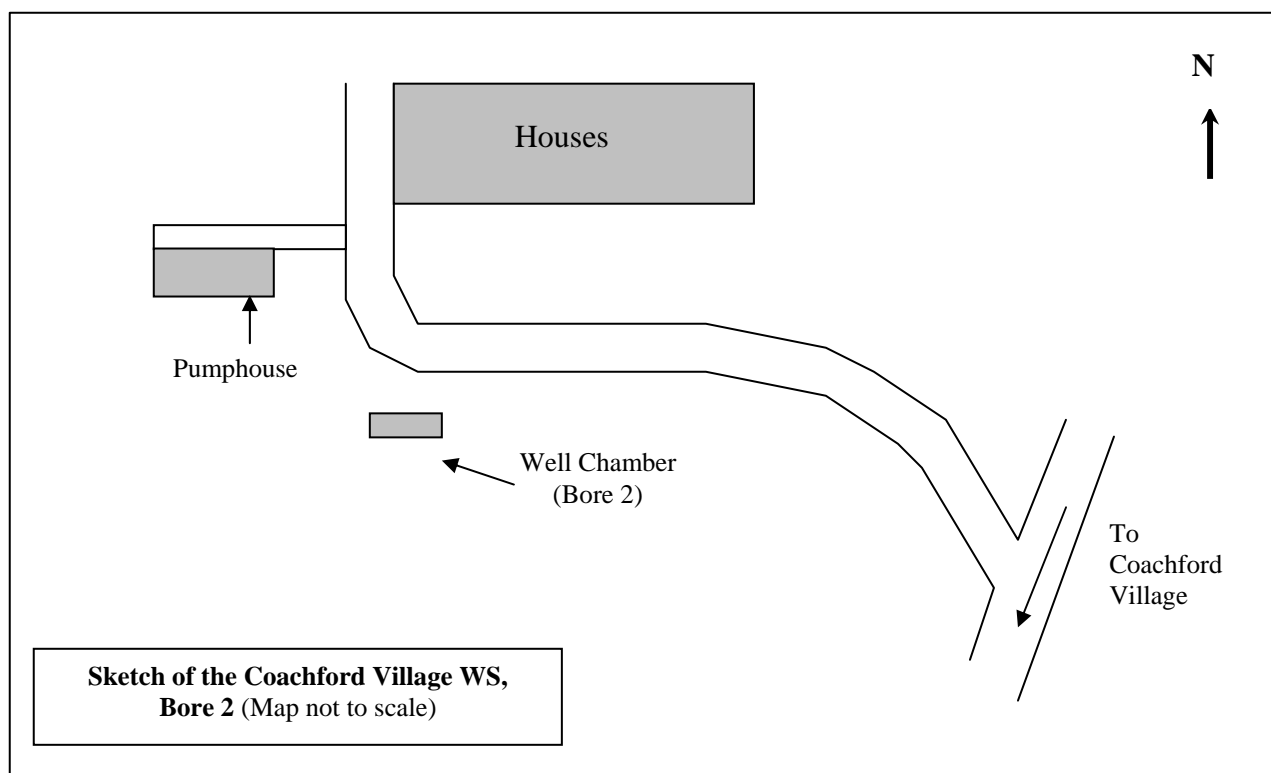 N
Houses
Pumphouse
Well Chamber
(Bore 2)
To
Coachford
Village
Sketch of the Coachford Village WS,
Bore 2 (Map not to scale)